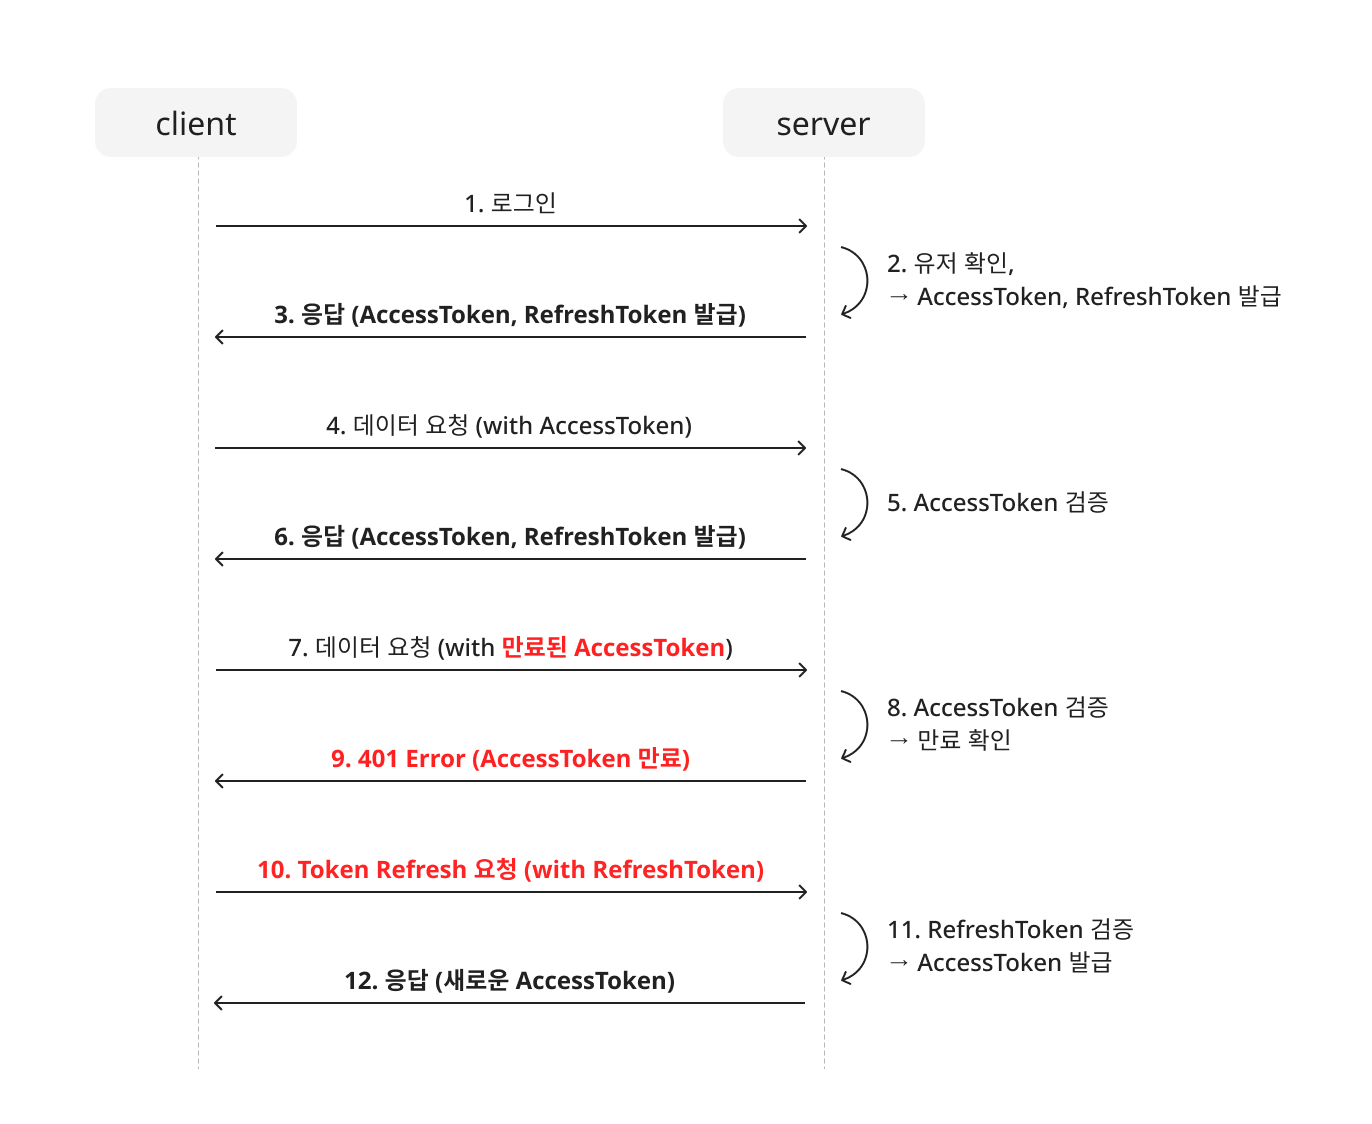 client
server
1. 로그인
2. 유저 확인,
→ AccessToken, RefreshToken 발급
3. 응답 (AccessToken, RefreshToken 발급)
4. 데이터 요청 (with AccessToken)
5. AccessToken 검증
6. 응답 (AccessToken, RefreshToken 발급)
7. 데이터 요청 (with 만료된 AccessToken)
8. AccessToken 검증
→ 만료 확인
9. 401 Error (AccessToken 만료)
10. Token Refresh 요청 (with RefreshToken)
11. RefreshToken 검증
→ AccessToken 발급
12. 응답 (새로운 AccessToken)